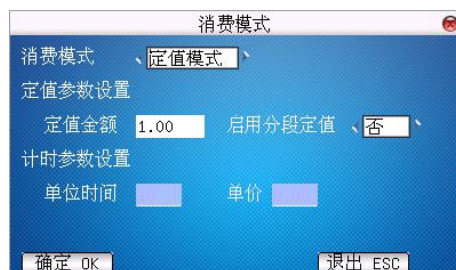 消费模式
消费模式 定值模式
定值参数设置
定值金额 1.00 启用分段定值 否
计时参数设置
单位时间 单价
确定 OK 退出 ESC